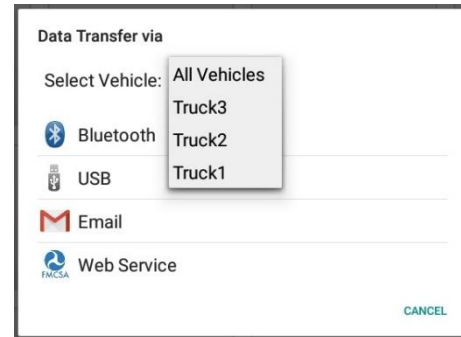 Data Transfer via
Select Vehicle: All Vehicles
Truck3
Bluetooth Truck2
USB Truck1
Email
FMCSA Web Service
CANCEL